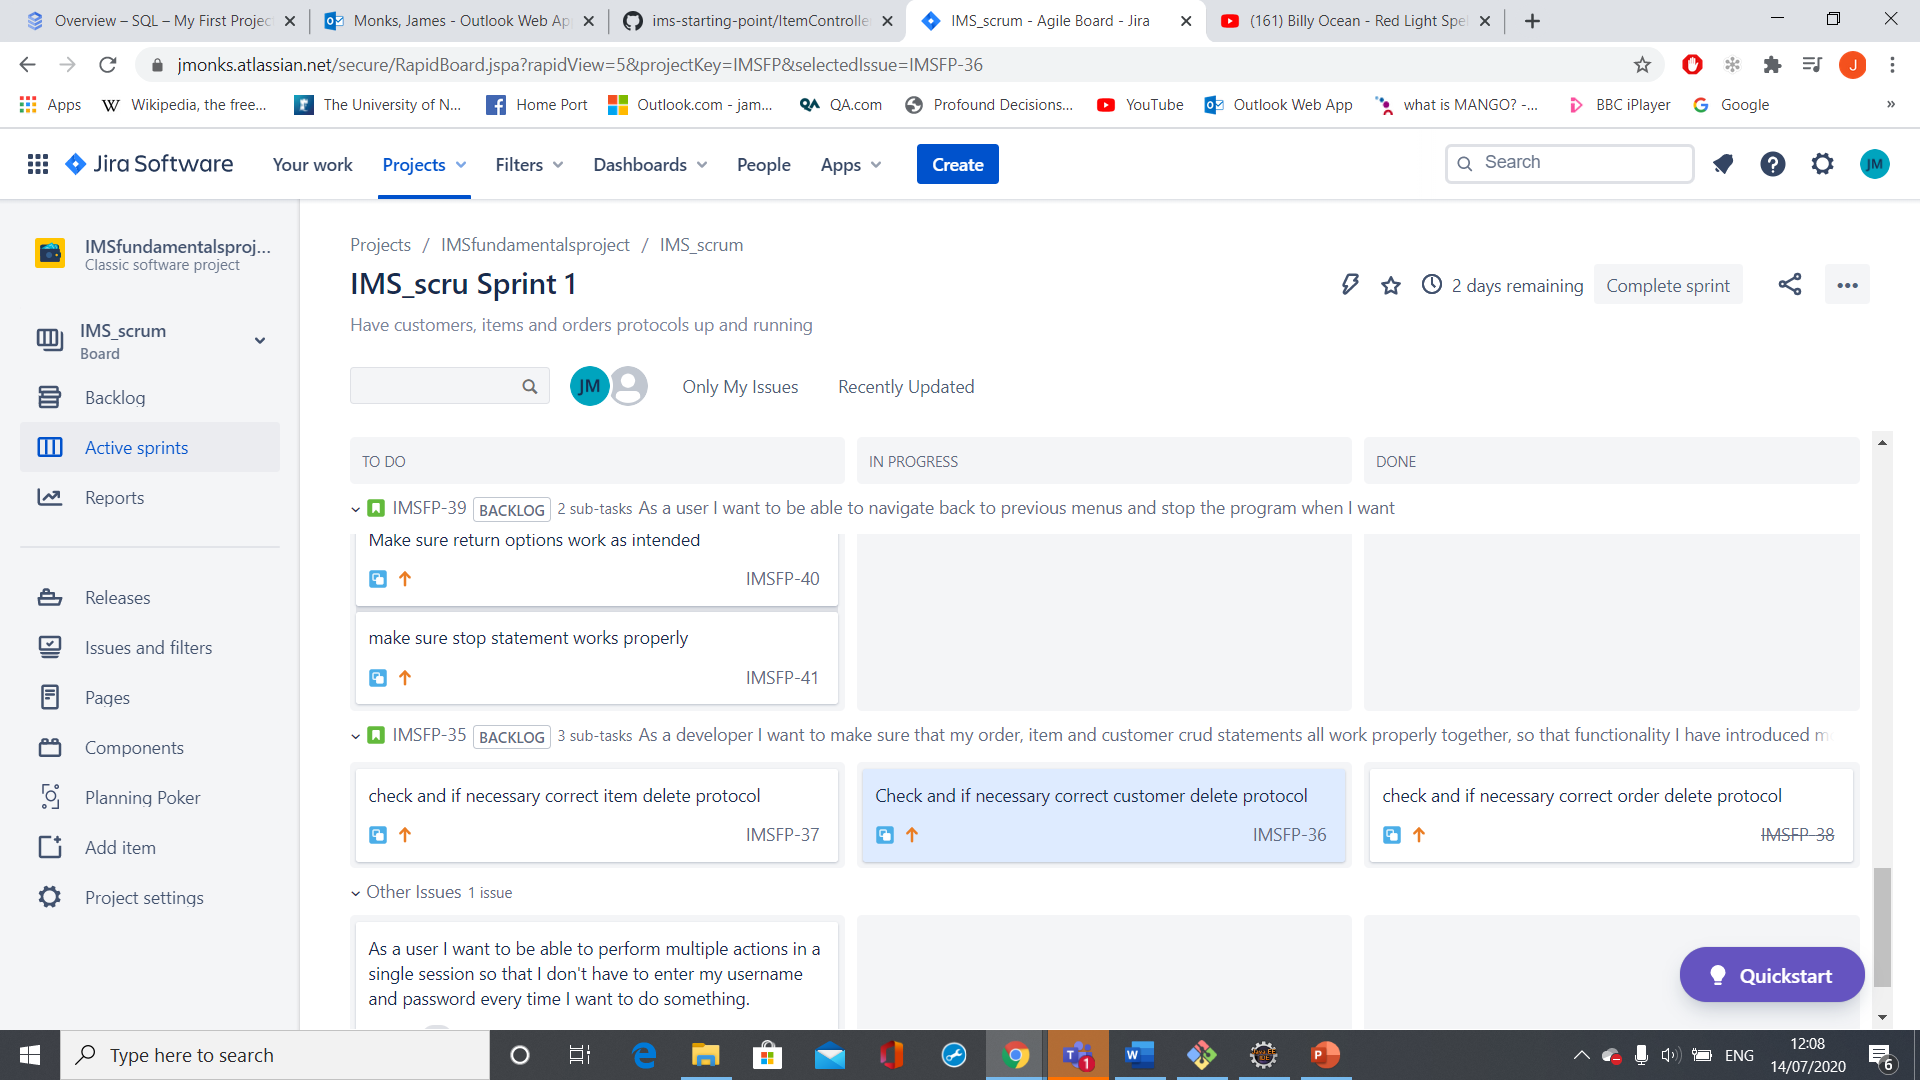 Overview – SQL – My First Project
Monks, James - Outlook Web App
ims-starting-point/ItemController
IMS_scrum - Agile Board - Jira
(161) Billy Ocean - Red Light Spe
jmonks.atlassian.net/secure/RapidBoard.jspa?rapidView=5&projectKey=IMSFP&selectedIssue=IMSFP-36
J
Apps
Wikipedia, the free...
The University of N...
Home Port
Outlook.com - jam...
QA.com
Profound Decisions...
YouTube
Outlook Web App
what is MANGO? -...
BBC iPlayer
Google
»
Jira Software
Your work
Projects
Filters
Dashboards
People
Apps
Create
Search
JM
IMSfundamentalsproj...
Classic software project
IMS_scrum
Board
Backlog
Active sprints
Reports
Releases
Issues and filters
Pages
Components
Planning Poker
Add item
Project settings
Projects / IMSfundamentalsproject / IMS_scrum
IMS_scru Sprint 1
2 days remaining
Complete sprint
Have customers, items and orders protocols up and running
JM
Only My Issues
Recently Updated
TO DO
IN PROGRESS
DONE
IMSFP-39 BACKLOG 2 sub-tasks As a user I want to be able to navigate back to previous menus and stop the program when I want
Make sure return options work as intended
IMSFP-40
make sure stop statement works properly
IMSFP-41
IMSFP-35 BACKLOG 3 sub-tasks As a developer I want to make sure that my order, item and customer crud statements all work properly together, so that functionality I have introduced m
check and if necessary correct item delete protocol
IMSFP-37
Check and if necessary correct customer delete protocol
IMSFP-36
check and if necessary correct order delete protocol
IMSFP-38
Other Issues 1 issue
As a user I want to be able to perform multiple actions in a
single session so that I don't have to enter my username
and password every time I want to do something.
Quickstart
Type here to search
1
ENG
12:08
14/07/2020
6